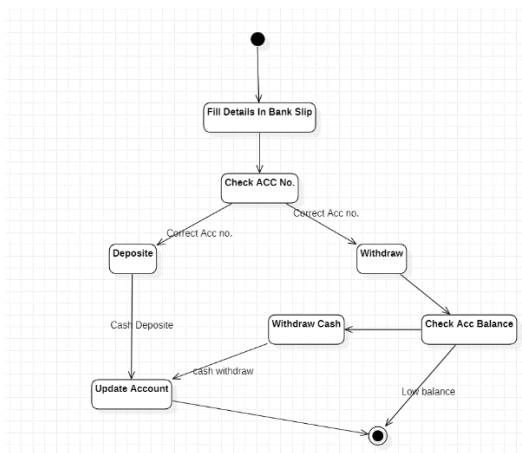 Fill Details In Bank Slip
Check ACC No.
Correct Acc no.
Correct Acc no.
Deposite
Withdraw
Cash Deposite
Withdraw Cash
Check Acc Balance
cash withdraw
Update Account
Low balance